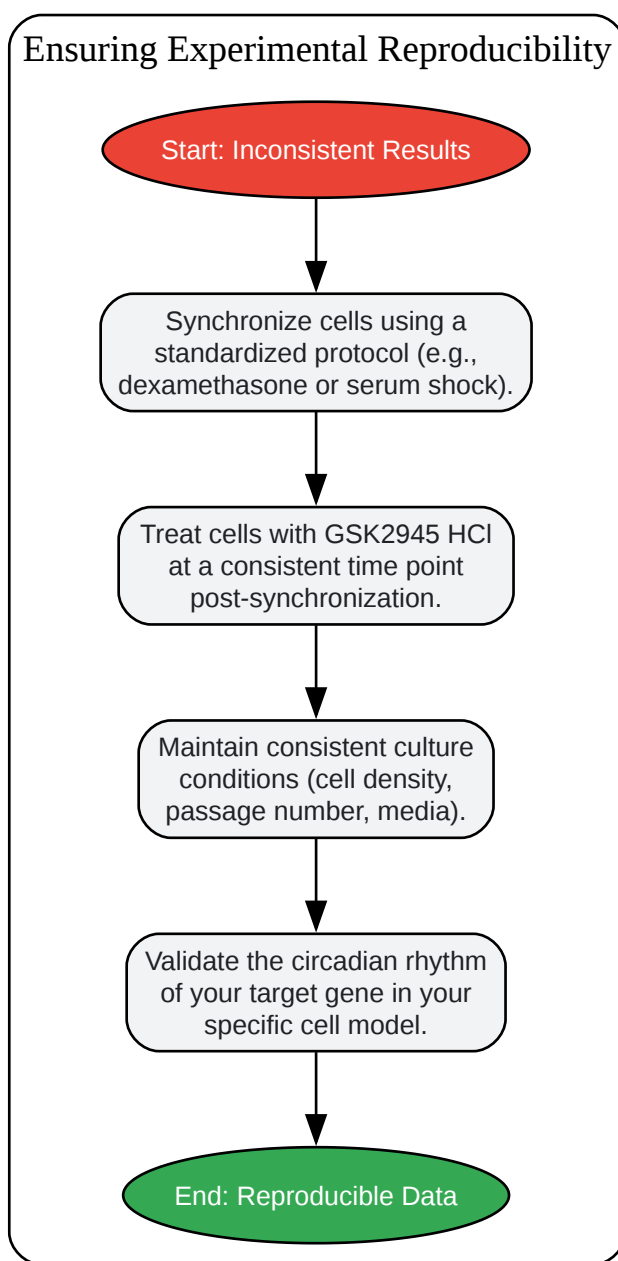 Ensuring Experimental Reproducibility
Start: Inconsistent Results
Synchronize cells using a
standardized protocol (e.g.,
dexamethasone or serum shock).
Treat cells with GSK2945 HCl
at a consistent time point
post-synchronization.
Maintain consistent culture
conditions (cell density,
passage number, media).
Validate the circadian rhythm
of your target gene in your
specific cell model.
End: Reproducible Data